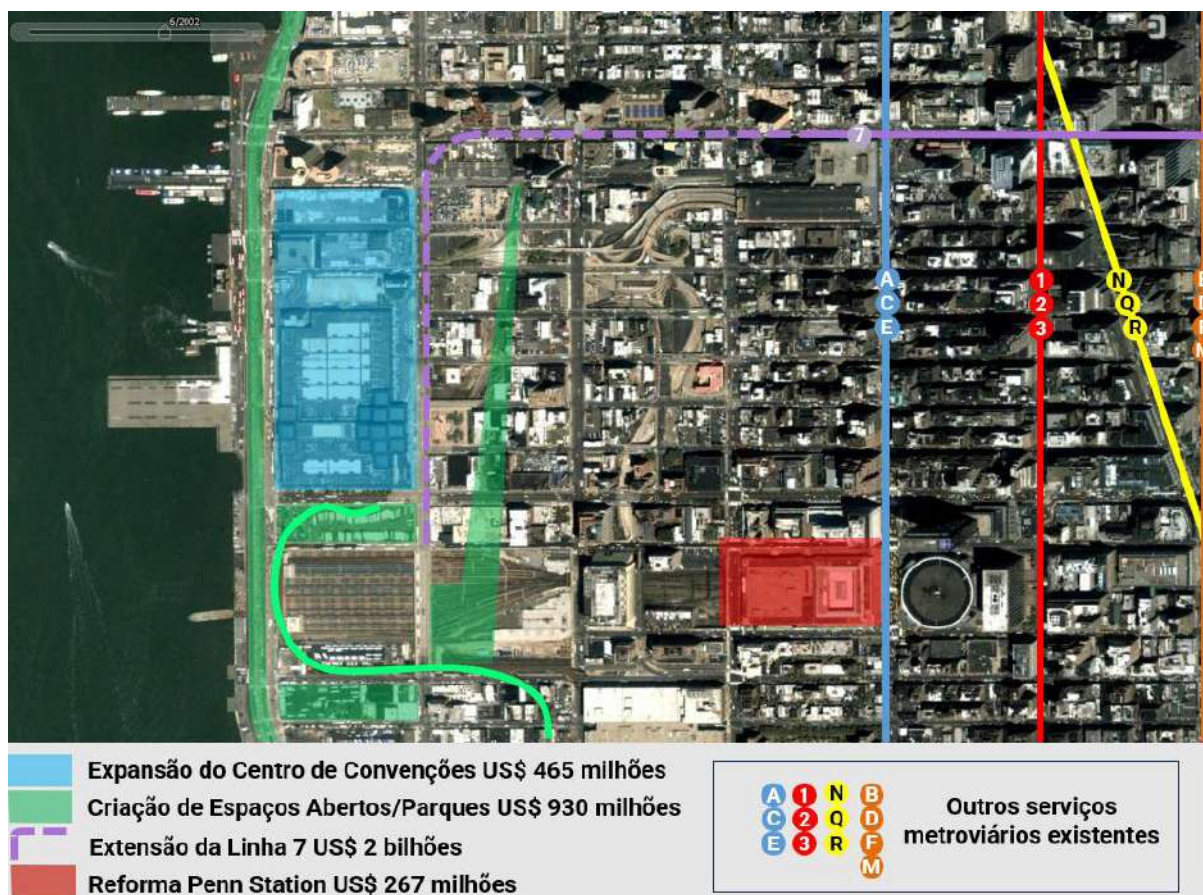 6/2002
7
A
C
E
1
2
3
N
Q
R
Expansão do Centro de Convenções US$ 465 milhões
Criação de Espaços Abertos/Parques US$ 930 milhões
Extensão da Linha 7 US$ 2 bilhões
Reforma Penn Station US$ 267 milhões
A 1 N B
C 2 Q D
E 3 R F
M
Outros serviços
metroviários existentes